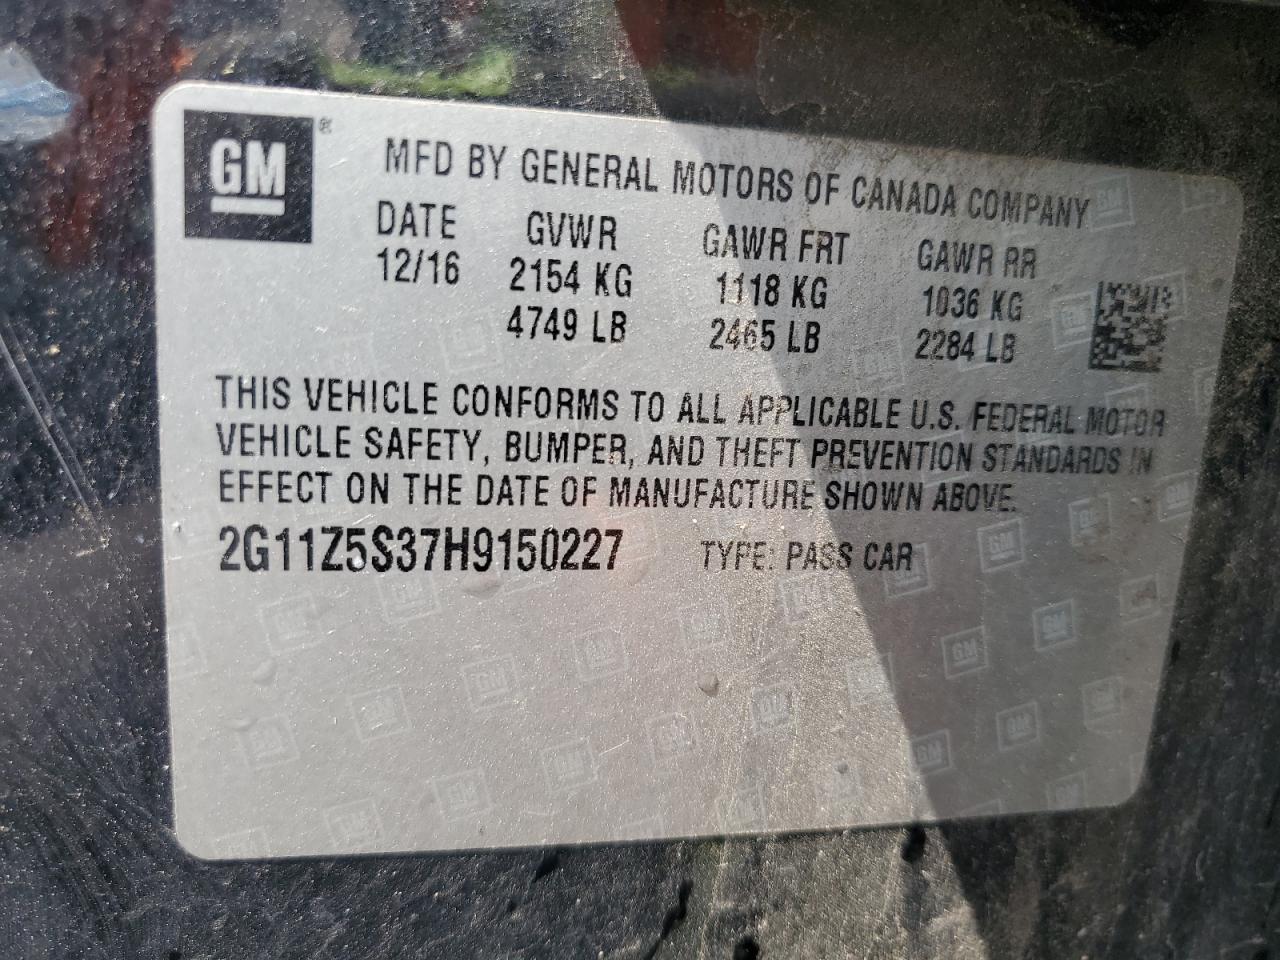 GM®
MFD BY GENERAL MOTORS OF CANADA COMPANY
DATE GVWR GAWR FRT GAWR RR
12/16 2154 KG 1118 KG 1036 KG
4749 LB 2465 LB 2284 LB
THIS VEHICLE CONFORMS TO ALL APPLICABLE U.S. FEDERAL MOTOR
VEHICLE SAFETY, BUMPER, AND THEFT PREVENTION STANDARDS IN
EFFECT ON THE DATE OF MANUFACTURE SHOWN ABOVE.
2G11Z5S37H9150227 TYPE: PASS CAR